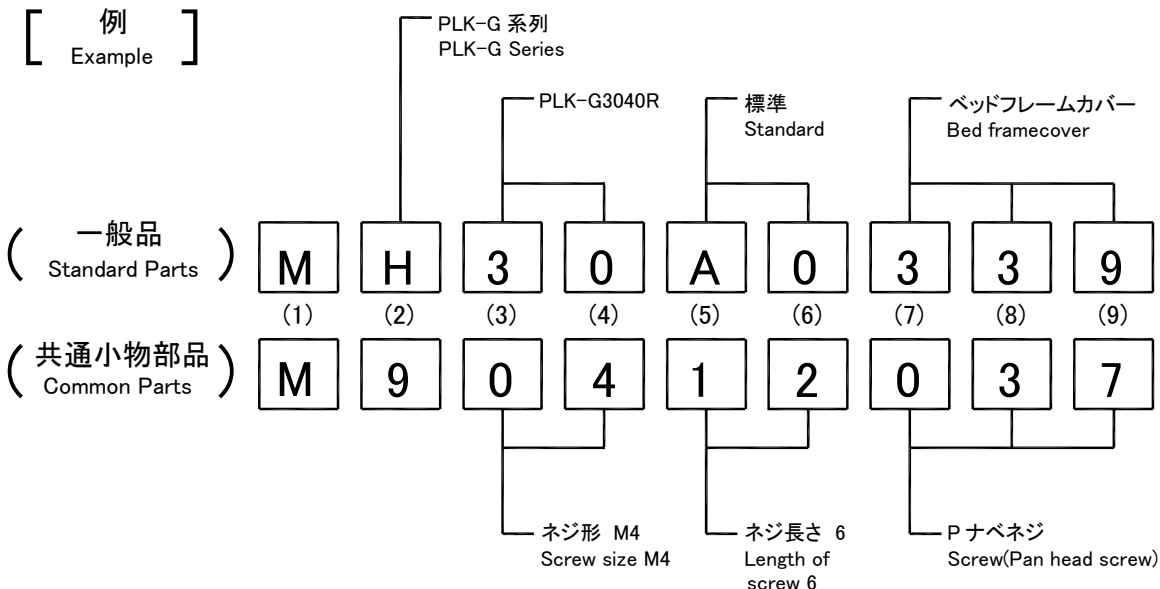 [ 例 ]
Example
PLK-G 系列
PLK-G Series
PLK-G3040R
標準
Standard
ベッドフレームカバー
Bed framecover
( 一般品 )
Standard Parts
M H 3 0 A 0 3 3 9
(1) (2) (3) (4) (5) (6) (7) (8) (9)
( 共通小物部品 )
Common Parts
M 9 0 4 1 2 0 3 7
ネジ形 M4
Screw size M4
ネジ長さ 6
Length of
screw 6
P ナベネジ
Screw(Pan head screw)